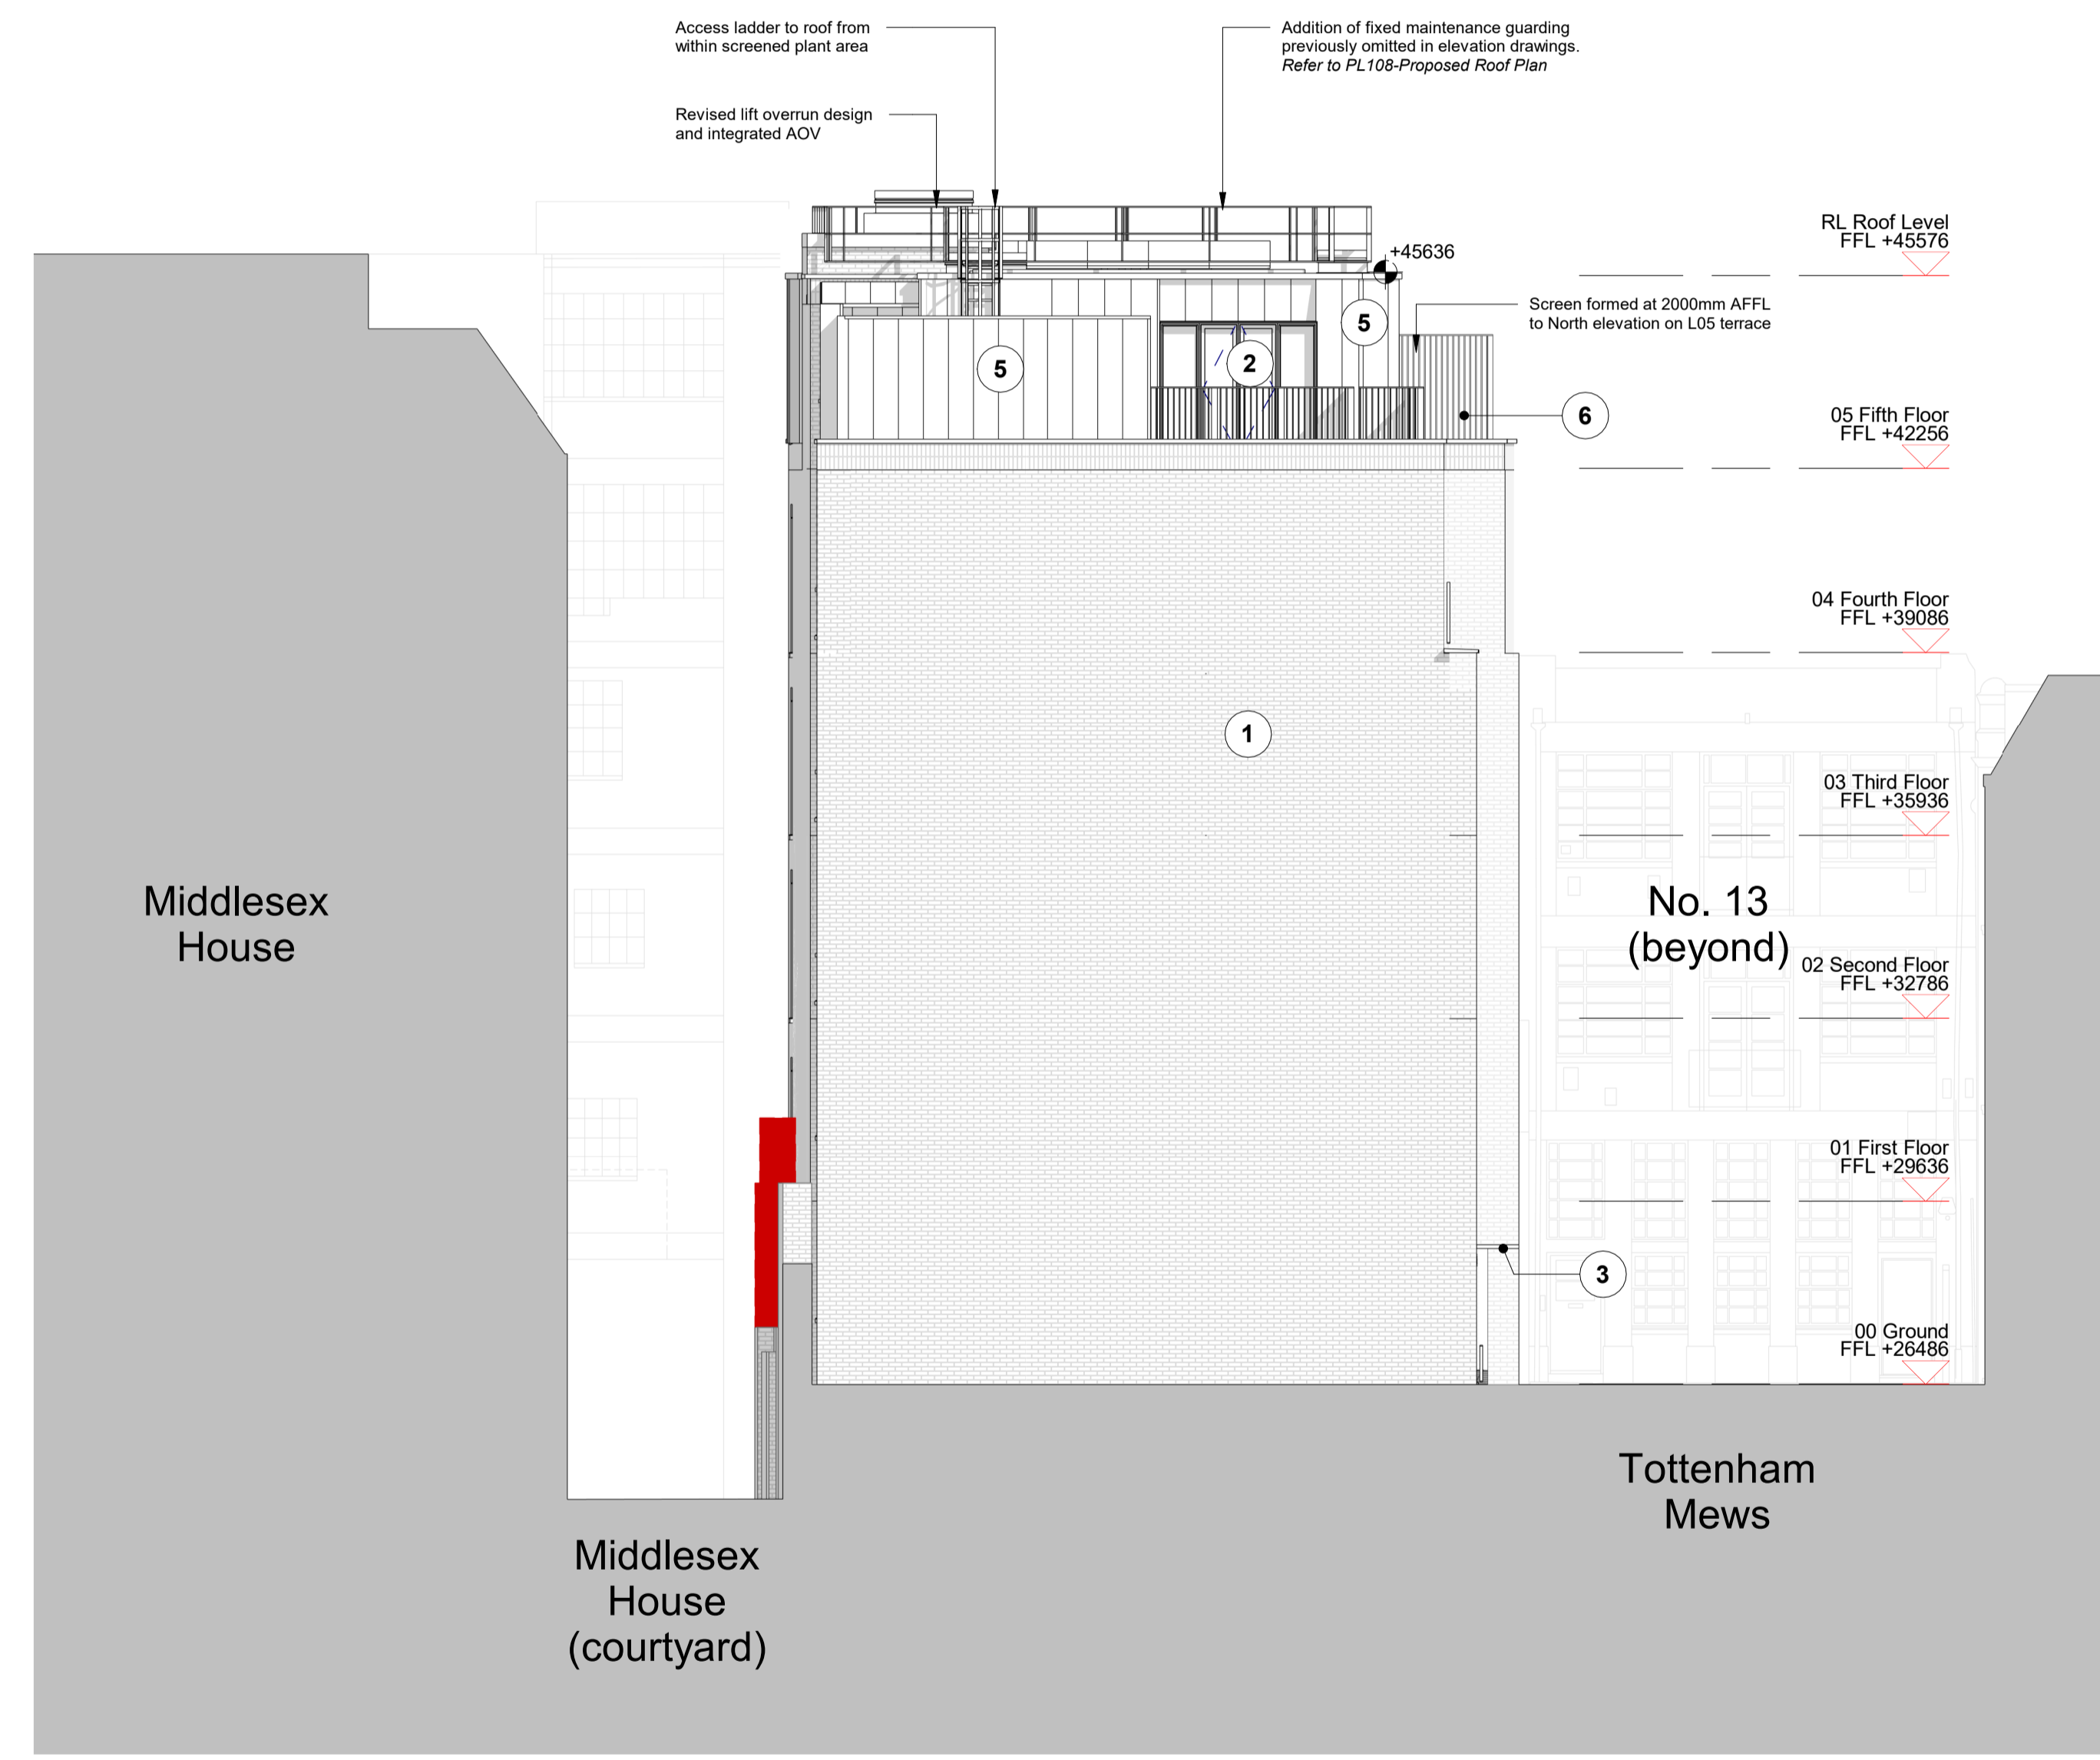 Access ladder to roof from
within screened plant area
Addition of fixed maintenance guarding
previously omitted in elevation drawings.
Refer to PL108-Proposed Roof Plan
Revised lift overrun design
and integrated AOV
RL Roof Level
FFL +45576
+45636
Screen formed at 2000mm AFFL
to North elevation on L05 terrace
5
5
2
6
05 Fifth Floor
FFL +42256
04 Fourth Floor
FFL +39086
1
03 Third Floor
FFL +35936
Middlesex
House
No. 13
(beyond)
02 Second Floor
FFL +32786
01 First Floor
FFL +29636
3
00 Ground
FFL +26486
Tottenham
Mews
Middlesex
House
(courtyard)